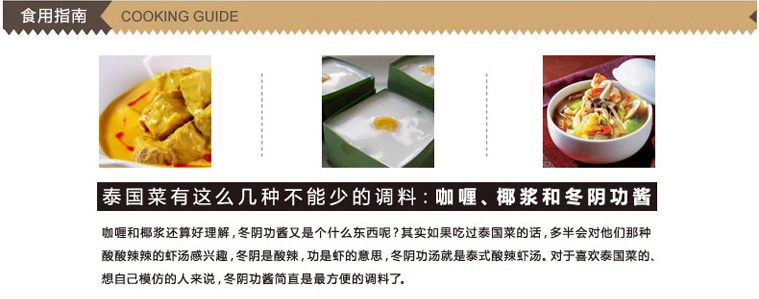 食用指南 COOKING GUIDE
泰国菜有这么几种不能少的调料：咖喱、椰浆和冬阴功酱
咖喱和椰浆还算好理解，冬阴功酱又是个什么东西呢？其实如果吃过泰国菜的话，多半会对他们那种
酸酸辣辣的虾汤感兴趣，冬阴是酸辣，功是虾的意思，冬阴功汤就是泰式酸辣虾汤。对于喜欢泰国菜的、
想自己模仿的人来说，冬阴功酱简直是最方便的调料了。